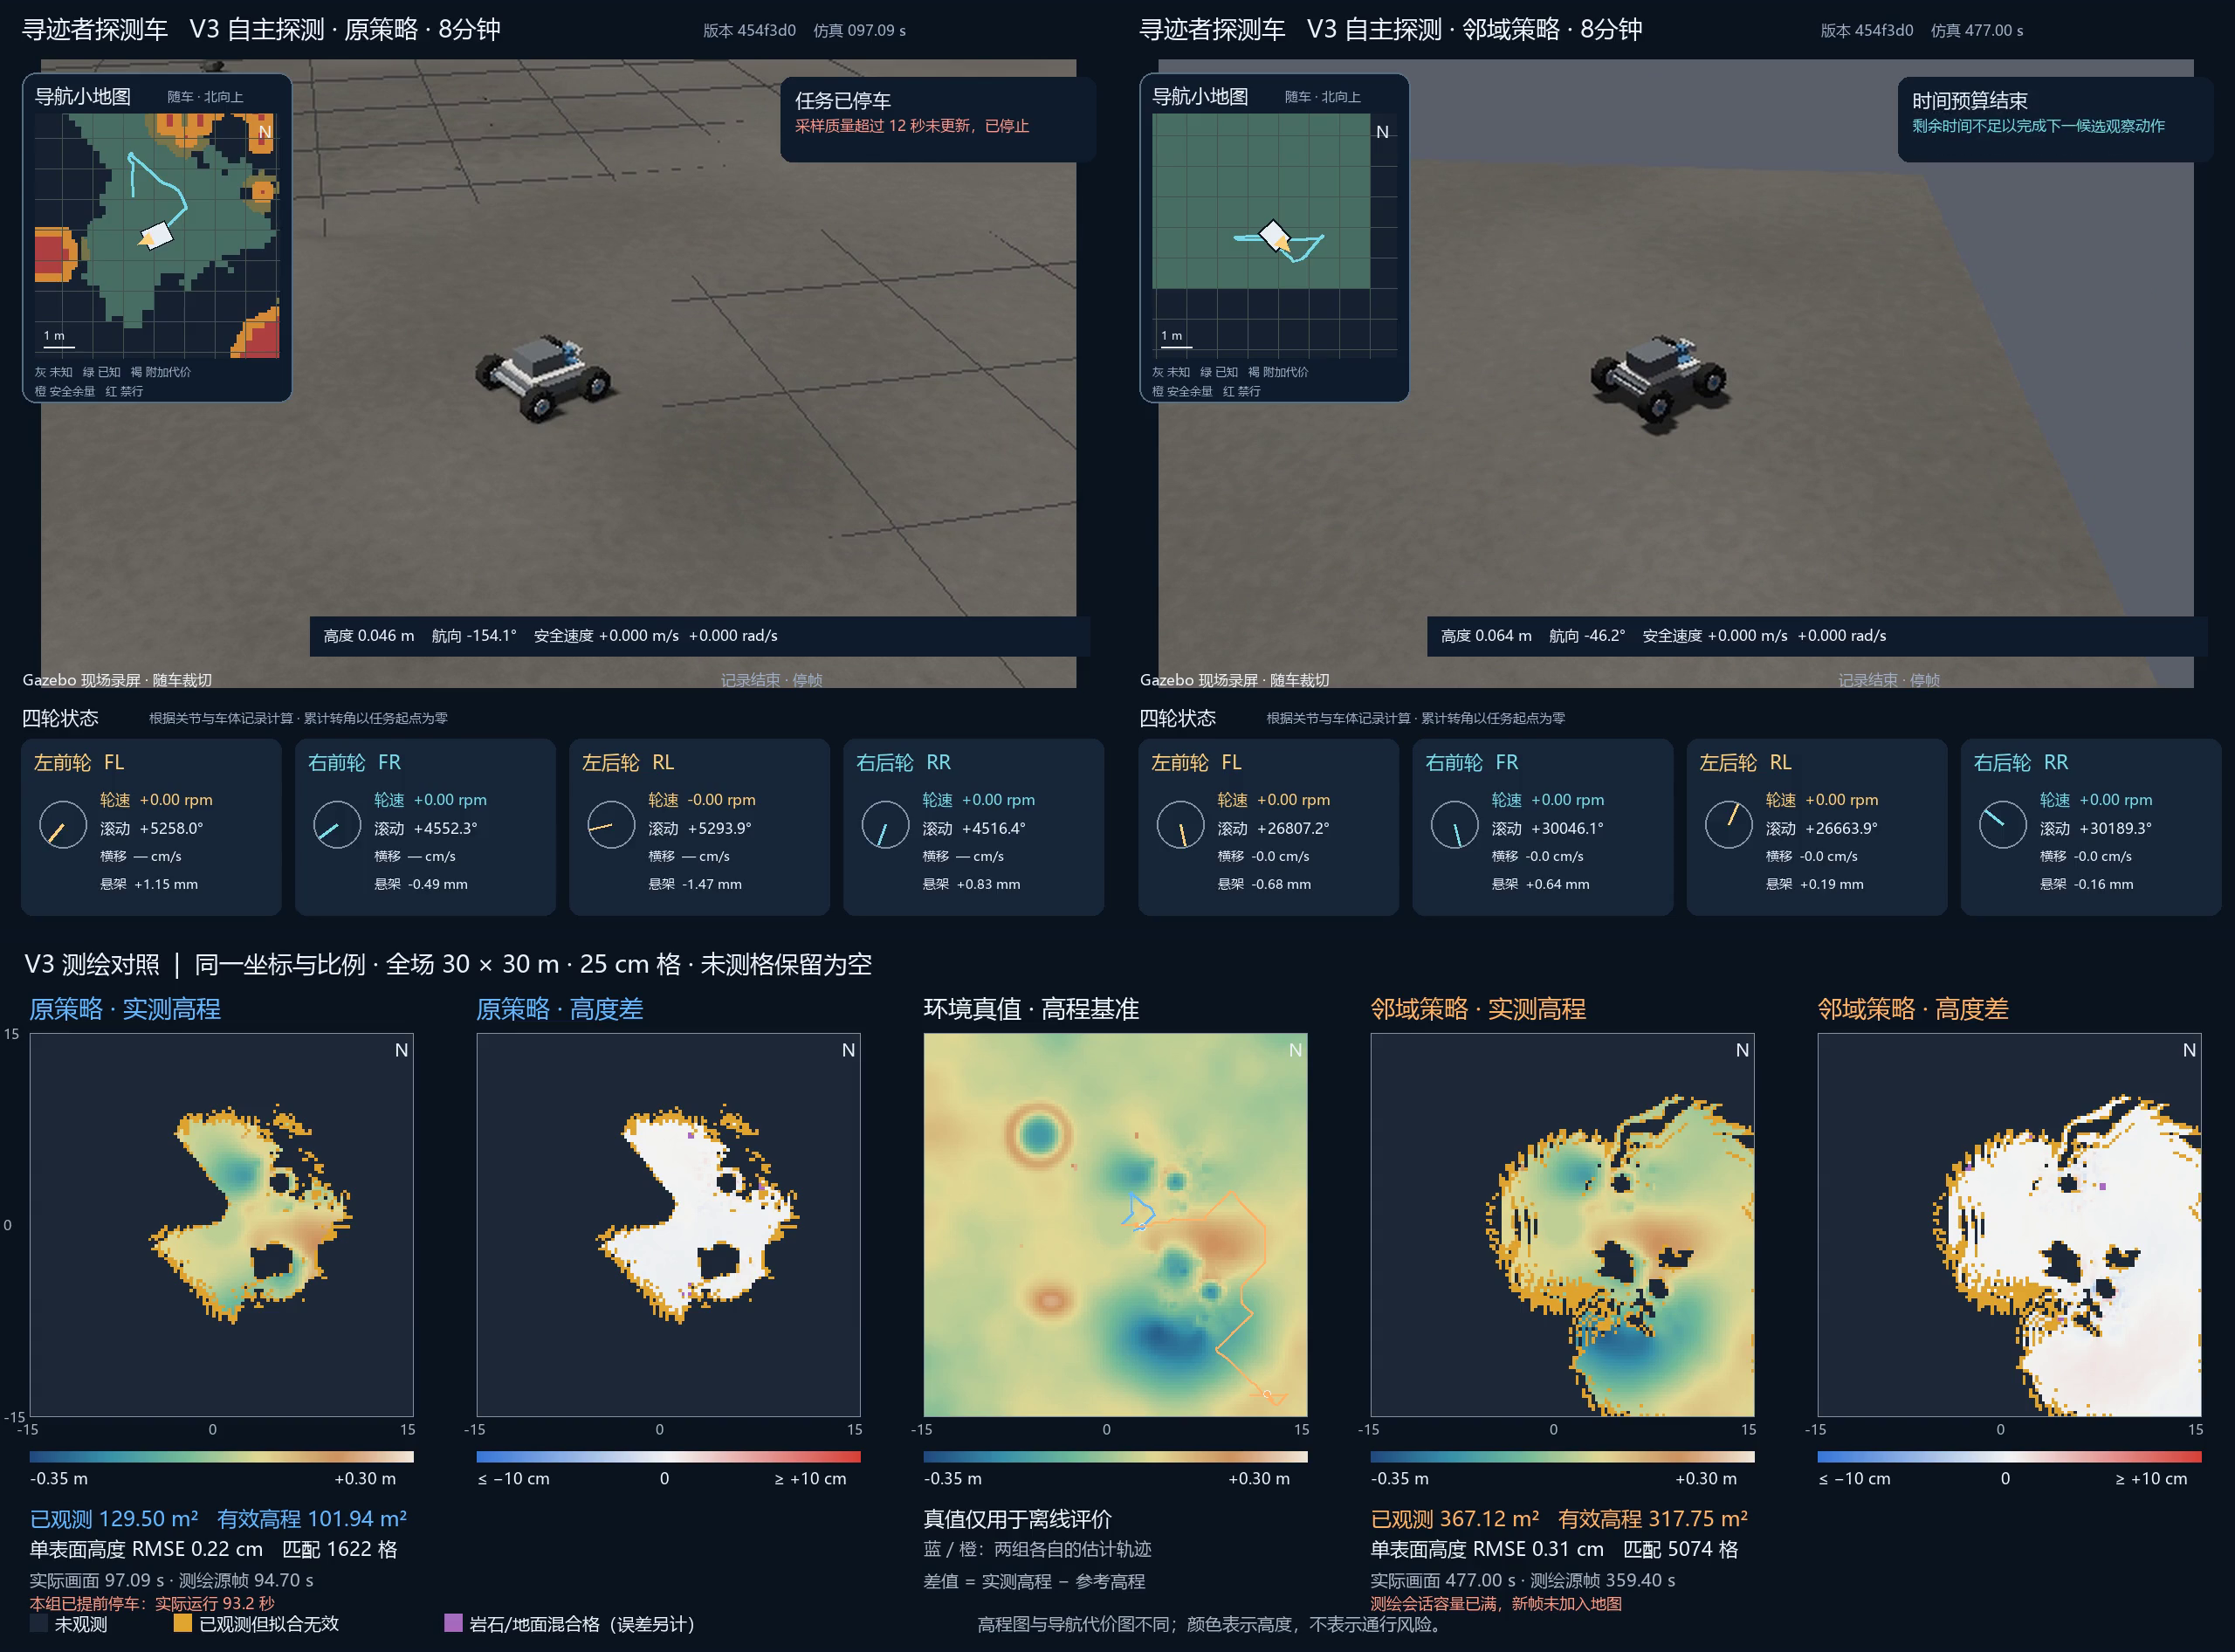 寻迹者探测车 V3 自主探测 · 原策略 · 8分钟
版本 454f3d0 仿真 097.09 s
导航小地图 随车 · 北向上
N
1 m
灰 未知 绿 已知 褐 附加代价
橙 安全余量 红 禁行
任务已停车
采样质量超过 12 秒未更新，已停止
高度 0.046 m 航向 -154.1° 安全速度 +0.000 m/s +0.000 rad/s
Gazebo 现场录屏 · 随车裁切
记录结束 · 停帧
四轮状态 根据关节与车体记录计算 · 累计转角以任务起点为零
左前轮 FL
轮速 +0.00 rpm
滚动 +5258.0°
横移 — cm/s
悬架 +1.15 mm
右前轮 FR
轮速 +0.00 rpm
滚动 +4552.3°
横移 — cm/s
悬架 -0.49 mm
左后轮 RL
轮速 -0.00 rpm
滚动 +5293.9°
横移 — cm/s
悬架 -1.47 mm
右后轮 RR
轮速 +0.00 rpm
滚动 +4516.4°
横移 — cm/s
悬架 +0.83 mm
寻迹者探测车 V3 自主探测 · 邻域策略 · 8分钟
版本 454f3d0 仿真 477.00 s
导航小地图 随车 · 北向上
N
1 m
灰 未知 绿 已知 褐 附加代价
橙 安全余量 红 禁行
时间预算结束
剩余时间不足以完成下一候选观察动作
高度 0.064 m 航向 -46.2° 安全速度 +0.000 m/s +0.000 rad/s
Gazebo 现场录屏 · 随车裁切
记录结束 · 停帧
四轮状态 根据关节与车体记录计算 · 累计转角以任务起点为零
左前轮 FL
轮速 +0.00 rpm
滚动 +26807.2°
横移 -0.0 cm/s
悬架 -0.68 mm
右前轮 FR
轮速 +0.00 rpm
滚动 +30046.1°
横移 -0.0 cm/s
悬架 +0.64 mm
左后轮 RL
轮速 +0.00 rpm
滚动 +26663.9°
横移 -0.0 cm/s
悬架 +0.19 mm
右后轮 RR
轮速 +0.00 rpm
滚动 +30189.3°
横移 -0.0 cm/s
悬架 -0.16 mm
V3 测绘对照 | 同一坐标与比例 · 全场 30 × 30 m · 25 cm 格 · 未测格保留为空
原策略 · 实测高程
15
0
-15
N
-15 0 15
-0.35 m +0.30 m
已观测 129.50 m² 有效高程 101.94 m²
单表面高度 RMSE 0.22 cm 匹配 1622 格
实际画面 97.09 s · 测绘源帧 94.70 s
本组已提前停车：实际运行 93.2 秒
原策略 · 高度差
N
-15 0 15
≤ −10 cm 0 ≥ +10 cm
环境真值 · 高程基准
N
-15 0 15
-0.35 m +0.30 m
真值仅用于离线评价
蓝 / 橙：两组各自的估计轨迹
差值 = 实测高程 − 参考高程
邻域策略 · 实测高程
N
-15 0 15
-0.35 m +0.30 m
已观测 367.12 m² 有效高程 317.75 m²
单表面高度 RMSE 0.31 cm 匹配 5074 格
实际画面 477.00 s · 测绘源帧 359.40 s
测绘会话容量已满，新帧未加入地图
邻域策略 · 高度差
N
-15 0 15
≤ −10 cm 0 ≥ +10 cm
未观测 已观测但拟合无效 岩石/地面混合格（误差另计） 高程图与导航代价图不同；颜色表示高度，不表示通行风险。